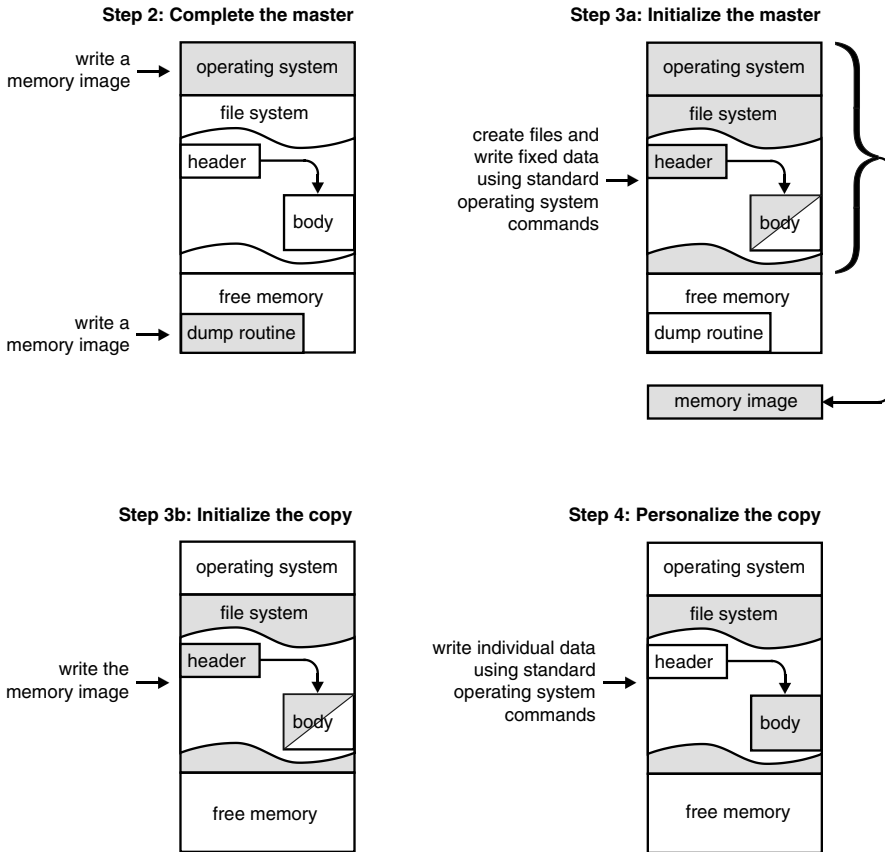 Step 2: Complete the master
write a
memory image
operating system
file system
header
body
free memory
write a
memory image
dump routine
Step 3a: Initialize the master
operating system
file system
create files and
write fixed data
using standard
operating system
commands
header
body
free memory
dump routine
memory image
Step 3b: Initialize the copy
operating system
file system
write the
memory image
header
body
free memory
Step 4: Personalize the copy
operating system
file system
write individual data
using standard
operating system
commands
header
body
free memory